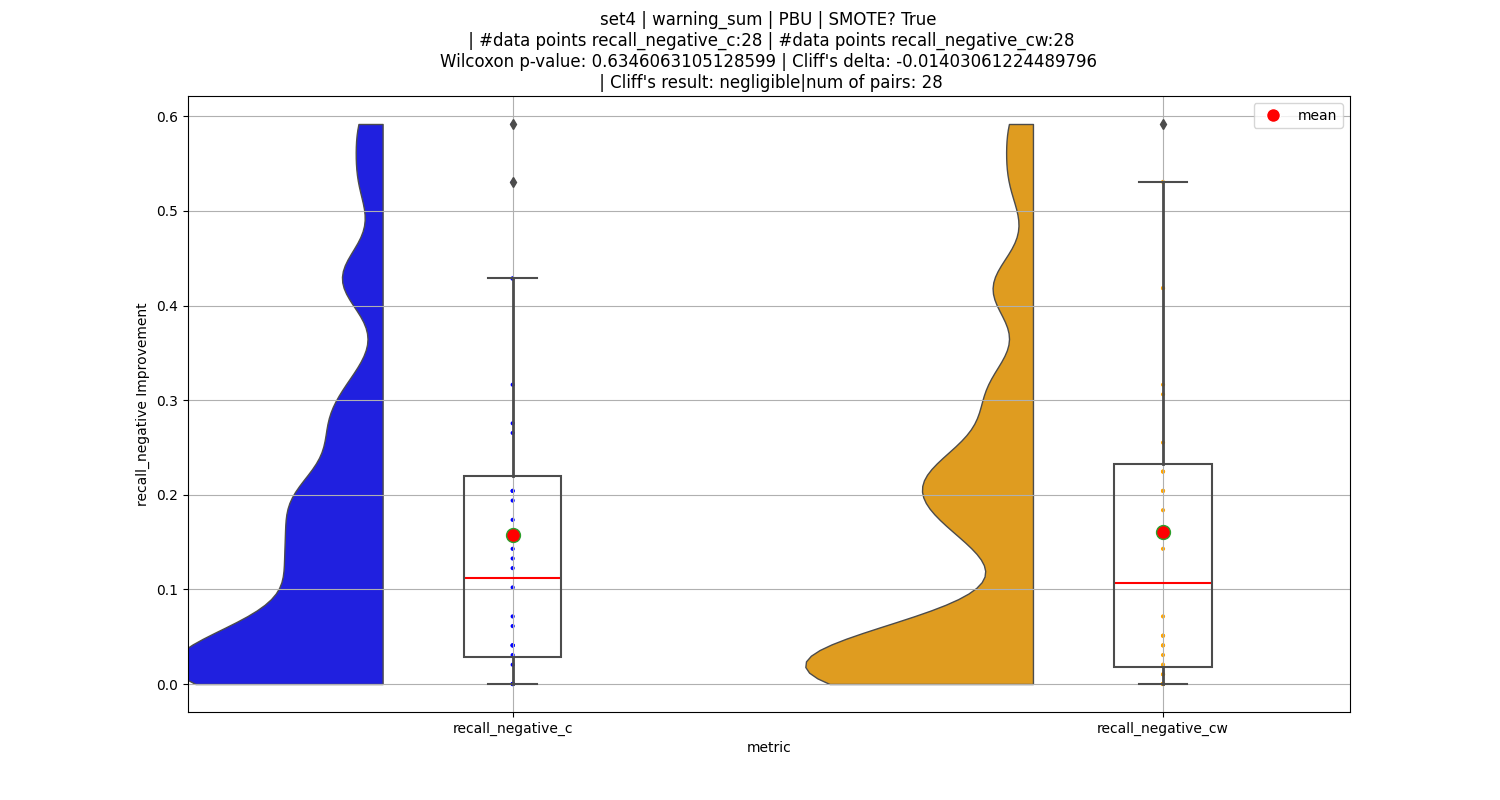 set4 | warning_sum | PBU | SMOTE? True
| #data points recall_negative_c:28 | #data points recall_negative_cw:28
Wilcoxon p-value: 0.6346063105128599 | Cliff's delta: -0.01403061224489796
| Cliff's result: negligible|num of pairs: 28
mean
0.6
0.5
0.4
0.3
0.2
0.1
0.0
recall_negative Improvement
recall_negative_c
recall_negative_cw
metric